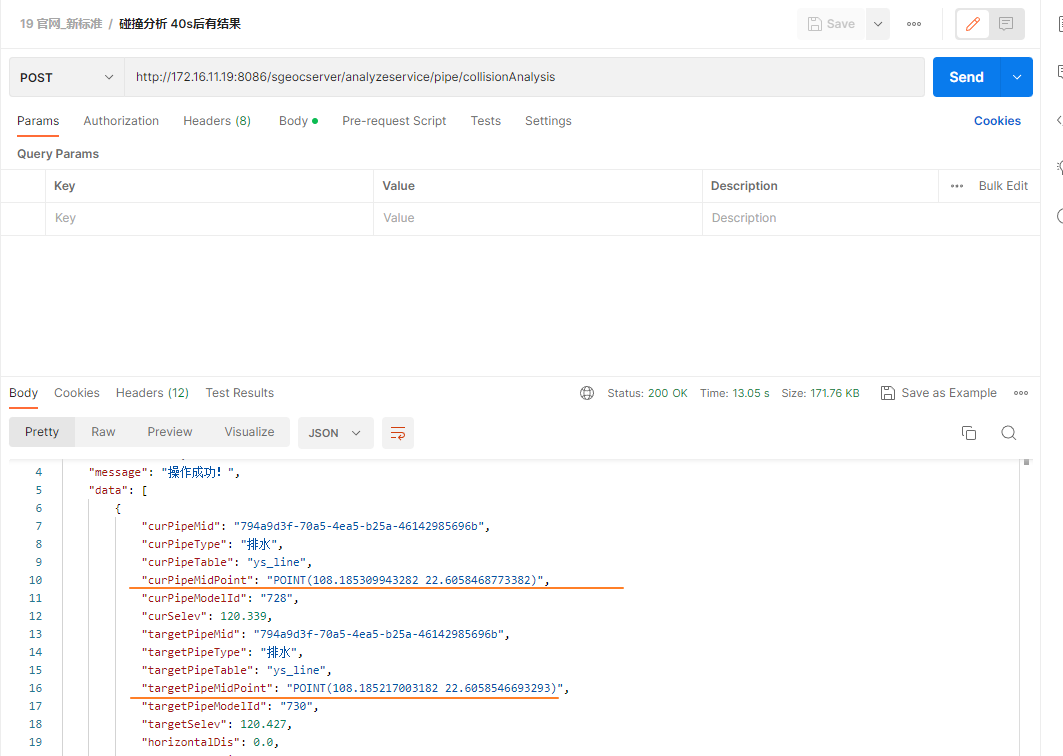 19 官网_新标准 / 碰撞分析 40s后有结果
Save
POST
http://172.16.11.19:8086/sgeocserver/analyzeservice/pipe/collisionAnalysis
Send
Params Authorization Headers (8) Body Pre-request Script Tests Settings Cookies
Query Params
Key Value Description Bulk Edit
Key Value Description
Body Cookies Headers (12) Test Results Status: 200 OK Time: 13.05 s Size: 171.76 KB Save as Example
Pretty Raw Preview Visualize JSON
4 "message": "操作成功！",
5 "data": [
6 {
7 "curPipeMid": "794a9d3f-70a5-4ea5-b25a-46142985696b",
8 "curPipeType": "排水",
9 "curPipeTable": "ys_line",
10 "curPipeMidPoint": "POINT(108.185309943282 22.6058468773382)",
11 "curPipeModelId": "728",
12 "curSelev": 120.339,
13 "targetPipeMid": "794a9d3f-70a5-4ea5-b25a-46142985696b",
14 "targetPipeType": "排水",
15 "targetPipeTable": "ys_line",
16 "targetPipeMidPoint": "POINT(108.185217003182 22.6058546693293)",
17 "targetPipeModelId": "730",
18 "targetSelev": 120.427,
19 "horizontalDis": 0.0,